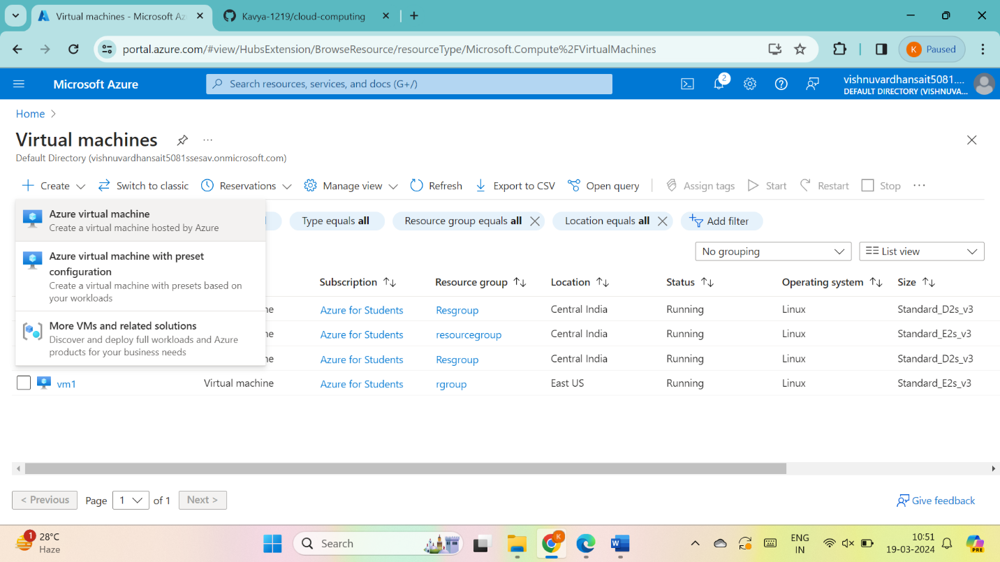 Virtual machines - Microsoft Az
Kavya-1219/cloud-computing
portal.azure.com/#view/HubsExtension/BrowseResource/resourceType/Microsoft.Compute%2FVirtualMachines
K Paused
Microsoft Azure
Search resources, services, and docs (G+/)
2
vishnuvardhansait5081....
DEFAULT DIRECTORY (VISHNUVA...
Home >
Virtual machines
Default Directory (vishnuvardhansait5081ssesav.onmicrosoft.com)
Create
Switch to classic
Reservations
Manage view
Refresh
Export to CSV
Open query
Assign tags
Start
Restart
Stop
Azure virtual machine
Create a virtual machine hosted by Azure
Azure virtual machine with preset
configuration
Create a virtual machine with presets based on
your workloads
More VMs and related solutions
Discover and deploy full workloads and Azure
products for your business needs
Type equals all
Resource group equals all
Location equals all
Add filter
No grouping
List view
Subscription Resource group Location Status Operating system Size
ne Azure for Students Resgroup Central India Running Linux Standard_D2s_v3
ne Azure for Students resourcegroup Central India Running Linux Standard_E2s_v3
ne Azure for Students Resgroup Central India Running Linux Standard_D2s_v3
vm1 Virtual machine Azure for Students rgroup East US Running Linux Standard_E2s_v3
< Previous Page 1 of 1 Next >
Give feedback
1
28°C
Haze
Search
K
ENG
IN
10:51
19-03-2024
PRE